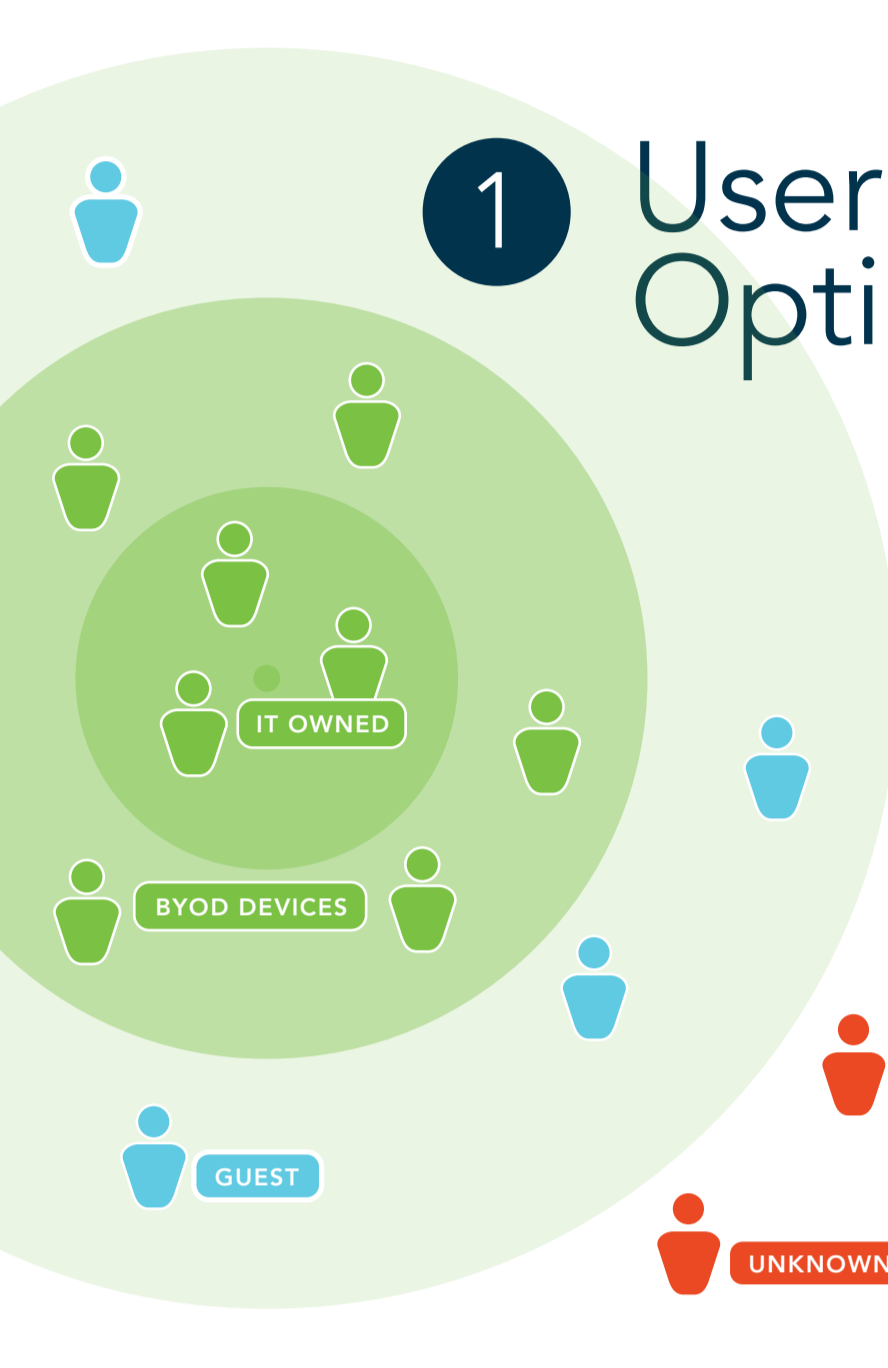 1
User
Opti
IT OWNED
BYOD DEVICES
GUEST
UNKNOWN